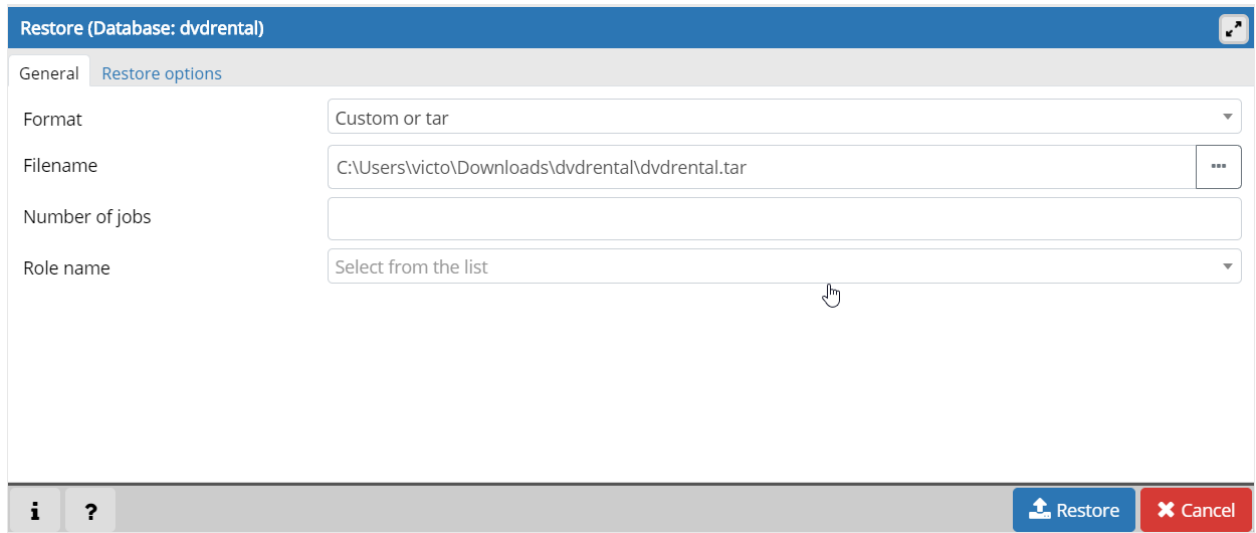 Restore (Database: dvdrental)
General Restore options
Format Custom or tar
Filename C:\Users\victo\Downloads\dvdrental\dvdrental.tar
Number of jobs
Role name Select from the list
i ? Restore Cancel